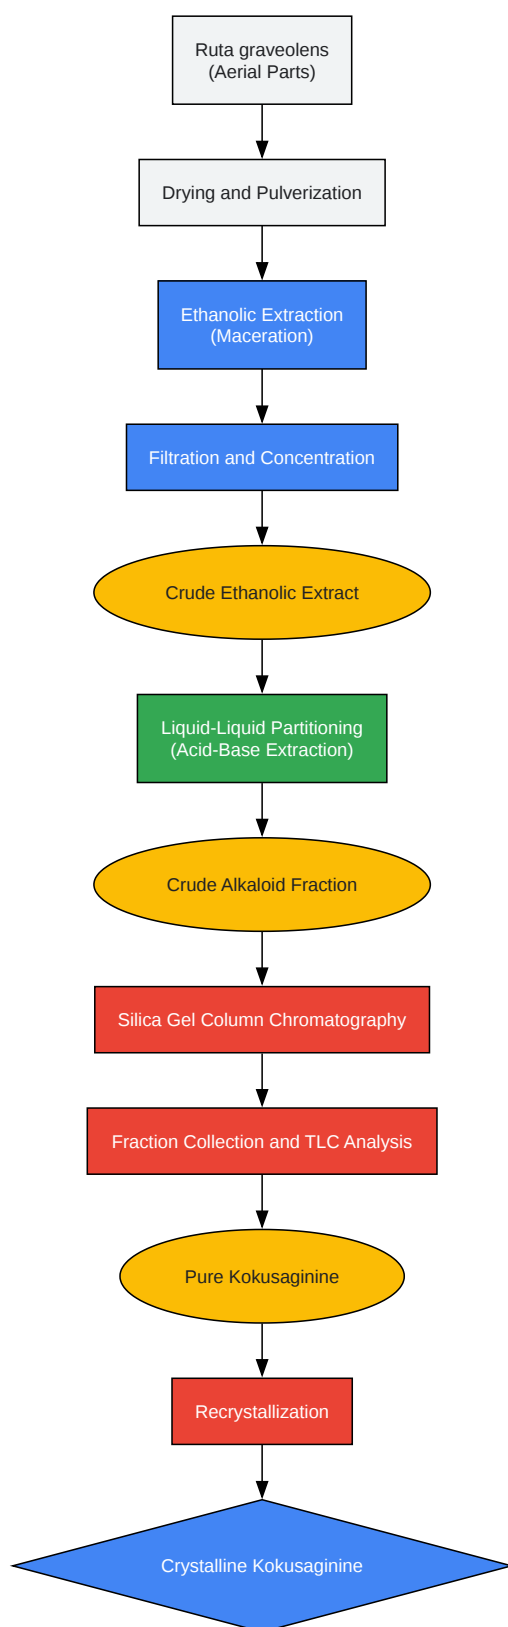 Ruta graveolens
(Aerial Parts)
Drying and Pulverization
Ethanolic Extraction
(Maceration)
Filtration and Concentration
Crude Ethanolic Extract
Liquid-Liquid Partitioning
(Acid-Base Extraction)
Crude Alkaloid Fraction
Silica Gel Column Chromatography
Fraction Collection and TLC Analysis
Pure Kokusaginine
Recrystallization
Crystalline Kokusaginine